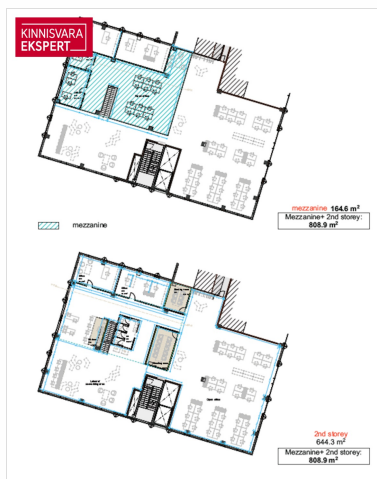 KINNISVARA
EKSPERT
mezzanine 164.6 m²
Mezzanine+ 2nd storey:
808.9 m²
mezzanine
2nd storey
644.3 m²
Mezzanine+ 2nd storey:
808.9 m²